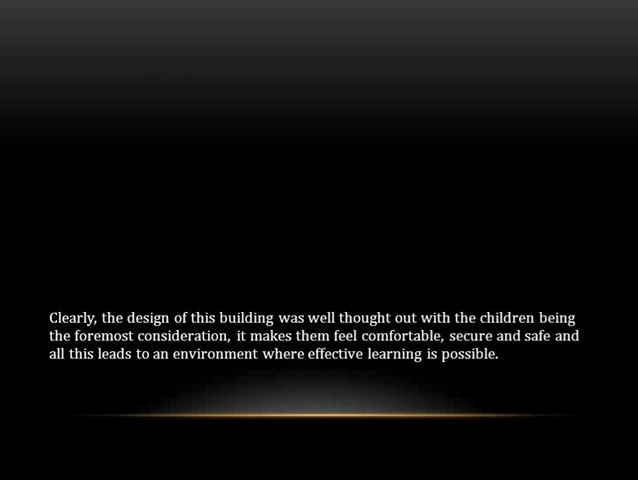 Clearly, the design of this building was well thought out with the children being
the foremost consideration, it makes them feel comfortable, secure and safe and
all this leads to an environment where effective learning is possible.